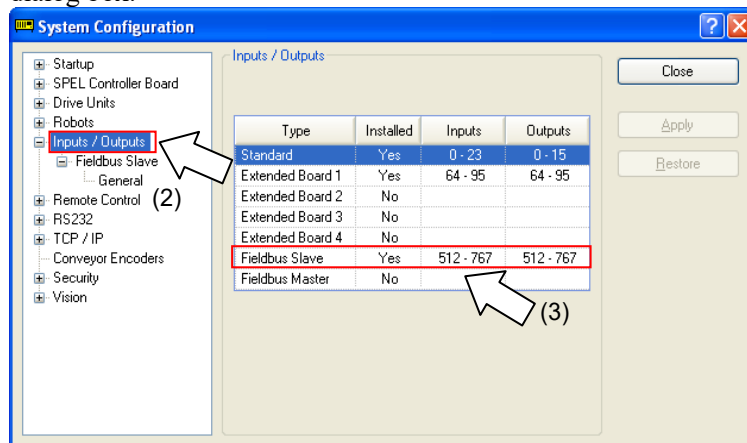 System Configuration
Startup
SPEL Controller Board
Drive Units
Robots
Inputs / Outputs
Fieldbus Slave
General
Remote Control
(2)
RS232
TCP / IP
Conveyor Encoders
Security
Vision
Inputs / Outputs
Type Installed Inputs Outputs
Standard Yes 0 - 23 0 - 15
Extended Board 1 Yes 64 - 95 64 - 95
Extended Board 2 No
Extended Board 3 No
Extended Board 4 No
Fieldbus Slave Yes 512 - 767 512 - 767
Fieldbus Master No
(3)
Close
Apply
Restore